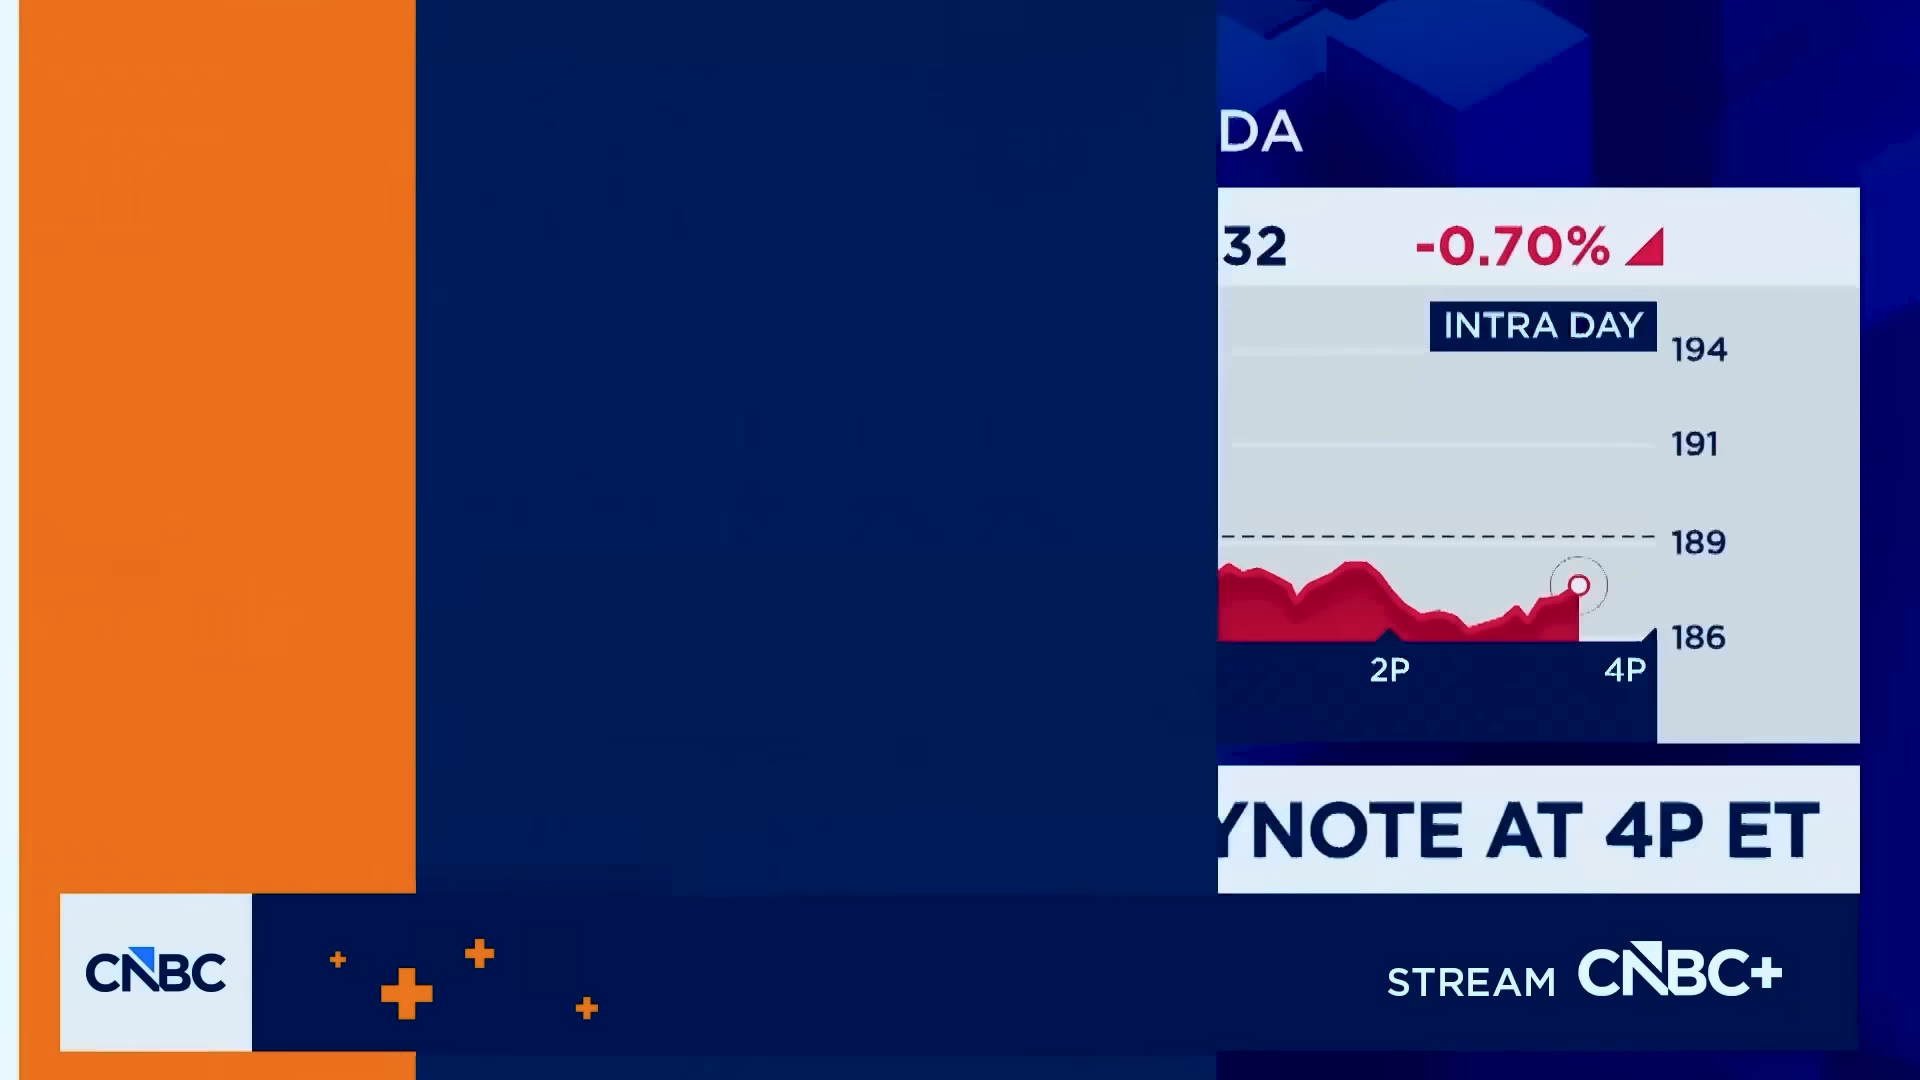 DA
32 -0.70%
INTRA DAY
194
191
189
186
2P 4P
YNOTE AT 4P ET
CNBC
STREAM CNBC+